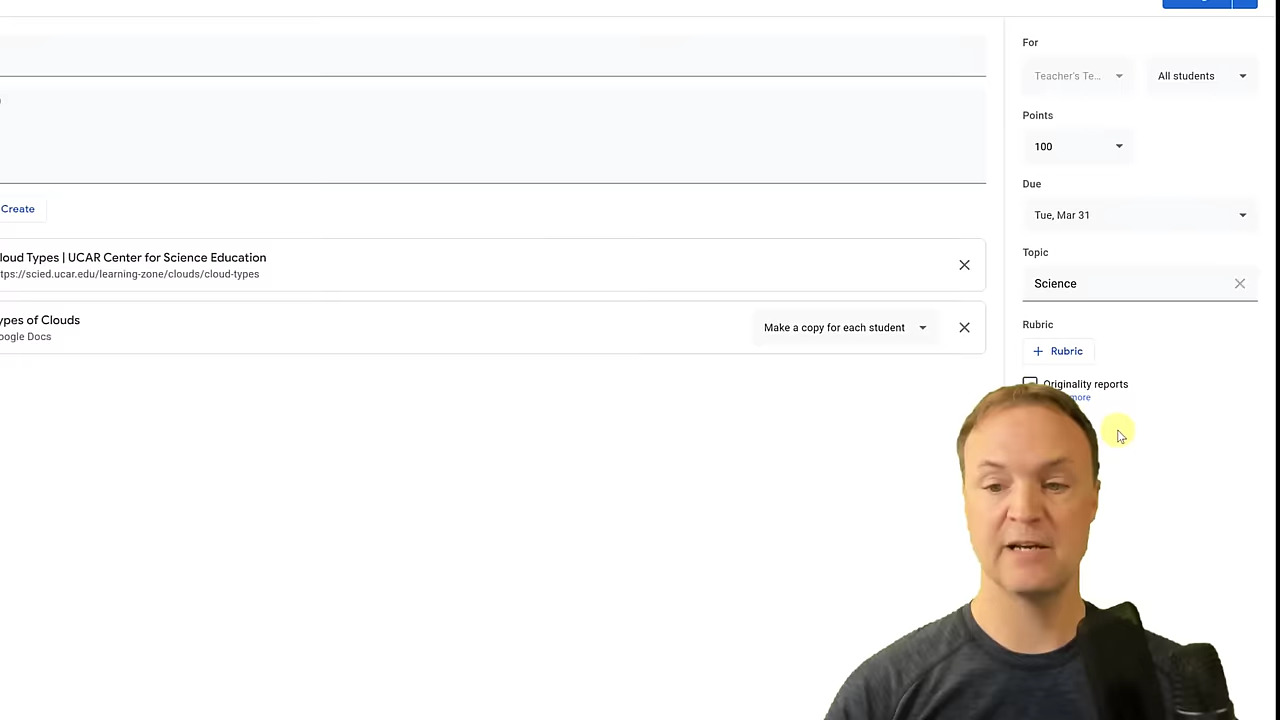 For
Teacher's Te... All students
Points
100
Due
Tue, Mar 31
Topic
Science
Rubric
+ Rubric
Originality reports
more
Create
loud Types | UCAR Center for Science Education
tps://scied.ucar.edu/learning-zone/clouds/cloud-types
ypes of Clouds
oogle Docs
Make a copy for each student